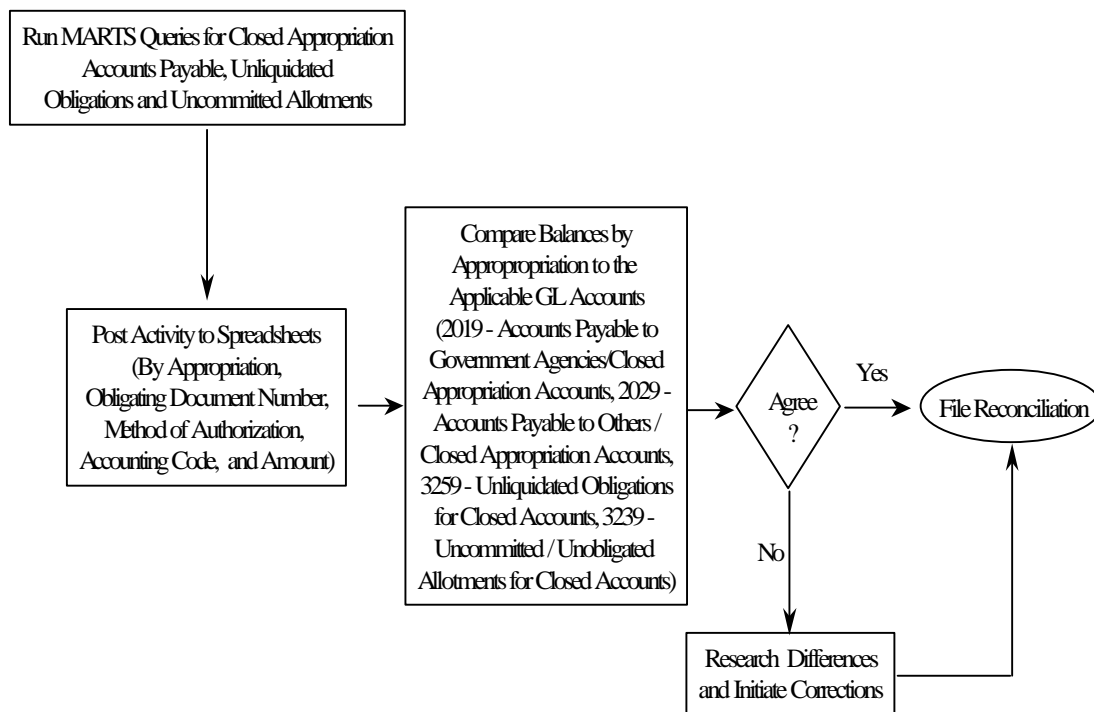 Run MARTS Queries for Closed Appropriation
Accounts Payable, Unliquidated
Obligations and Uncommitted Allotments
Post Activity to Spreadsheets
(By Appropriation,
Obligating Document Number,
Method of Authorization,
Accounting Code, and Amount)
Compare Balances by
Appropropriation to the
Applicable GL Accounts
(2019 - Accounts Payable to
Government Agencies/Closed
Appropriation Accounts, 2029 -
Accounts Payable to Others /
Closed Appropriation Accounts,
3259 - Unliquidated Obligations
for Closed Accounts, 3239 -
Uncommitted / Unobligated
Allotments for Closed Accounts)
Agree
?
Yes
File Reconciliation
No
Research Differences
and Initiate Corrections